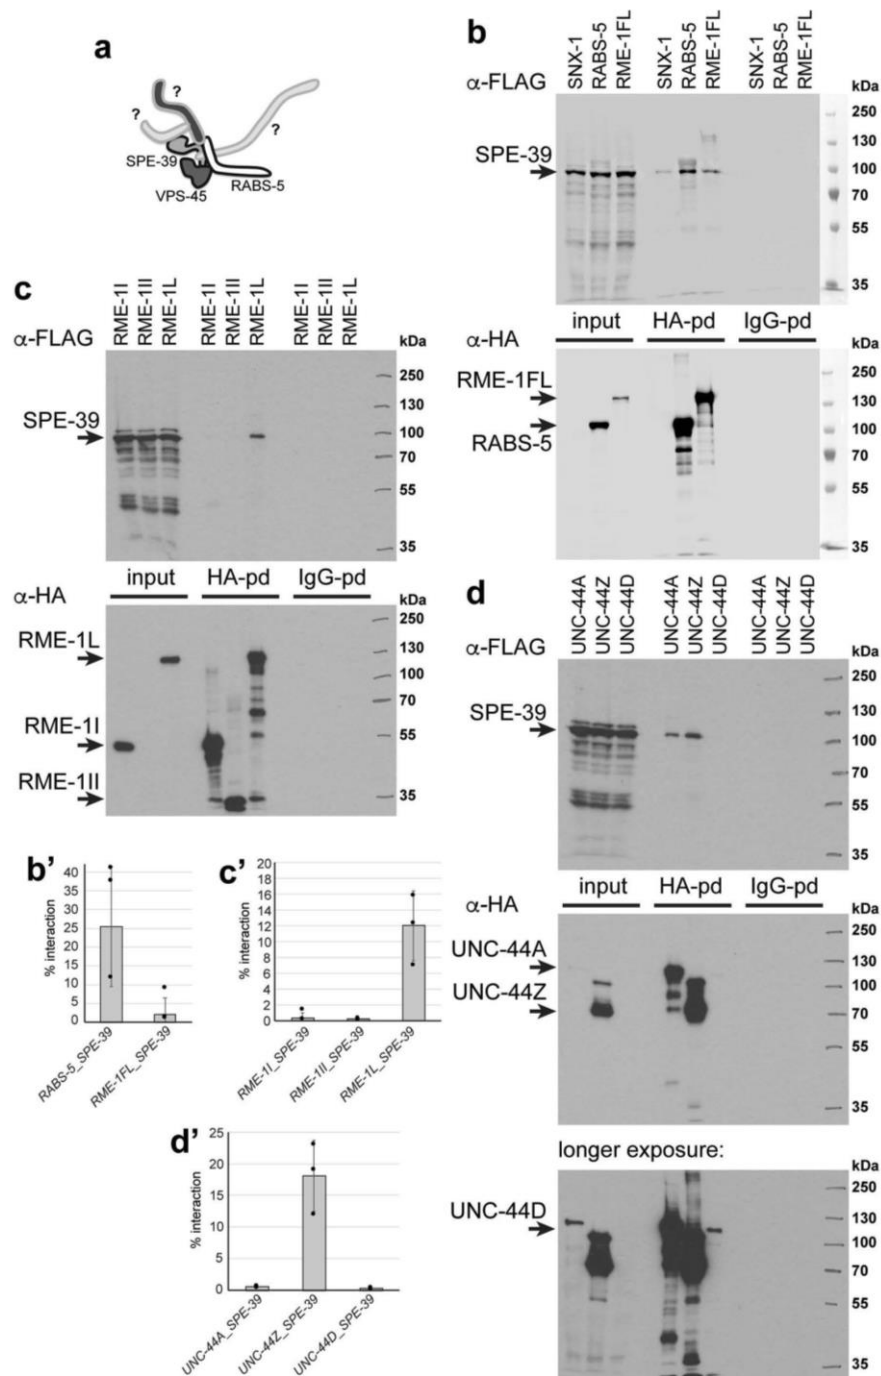 a
?
?
?
SPE-39
VPS-45
RABS-5
b
SNX-1
RABS-5
RME-1FL
SNX-1
RABS-5
RME-1FL
SNX-1
RABS-5
RME-1FL
α-FLAG
kDa
250
130
100
70
55
35
SPE-39
input HA-pd IgG-pd
α-HA
kDa
RME-1FL
RABS-5
250
130
100
70
55
35
c
RME-1I
RME-1II
RME-1L
RME-1I
RME-1II
RME-1L
RME-1I
RME-1II
RME-1L
α-FLAG
kDa
250
130
100
70
55
35
SPE-39
input HA-pd IgG-pd
α-HA
kDa
RME-1L
RME-1I
RME-1II
250
130
100
70
55
35
d
UNC-44A
UNC-44Z
UNC-44D
UNC-44A
UNC-44Z
UNC-44D
UNC-44A
UNC-44Z
UNC-44D
α-FLAG
kDa
250
130
100
70
55
35
SPE-39
input HA-pd IgG-pd
α-HA
kDa
UNC-44A
UNC-44Z
250
130
100
70
55
35
longer exposure:
kDa
UNC-44D
250
130
100
70
55
35
b'
% interaction
40
35
30
25
20
15
10
5
0
RABS-5_SPE-39
RME-1FL_SPE-39
c'
% interaction
20
18
16
14
12
10
8
6
4
2
0
RME-1I_SPE-39
RME-1II_SPE-39
RME-1L_SPE-39
d'
% interaction
25
20
15
10
5
0
UNC-44A_SPE-39
UNC-44Z_SPE-39
UNC-44D_SPE-39